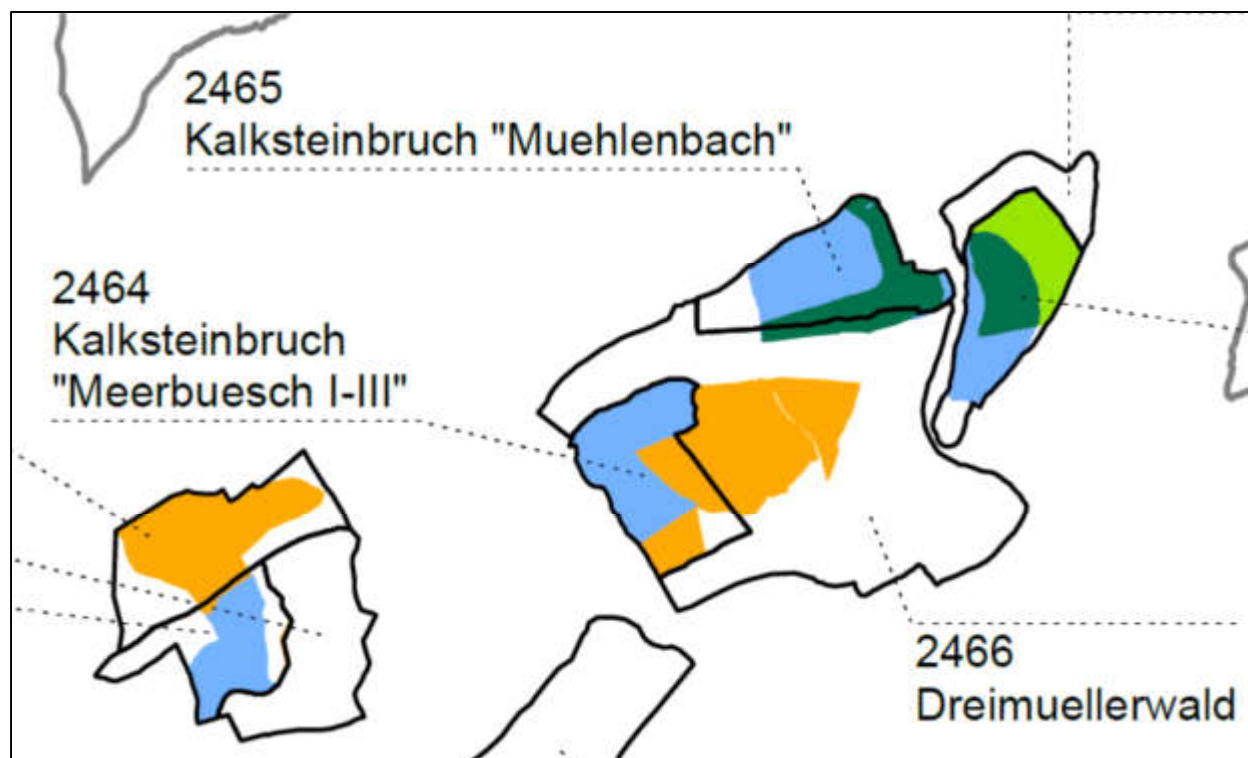 2465
Kalksteinbruch "Muehlenbach"
2464
Kalksteinbruch
"Meerbuesch I-III"
2466
Dreimuellerwald